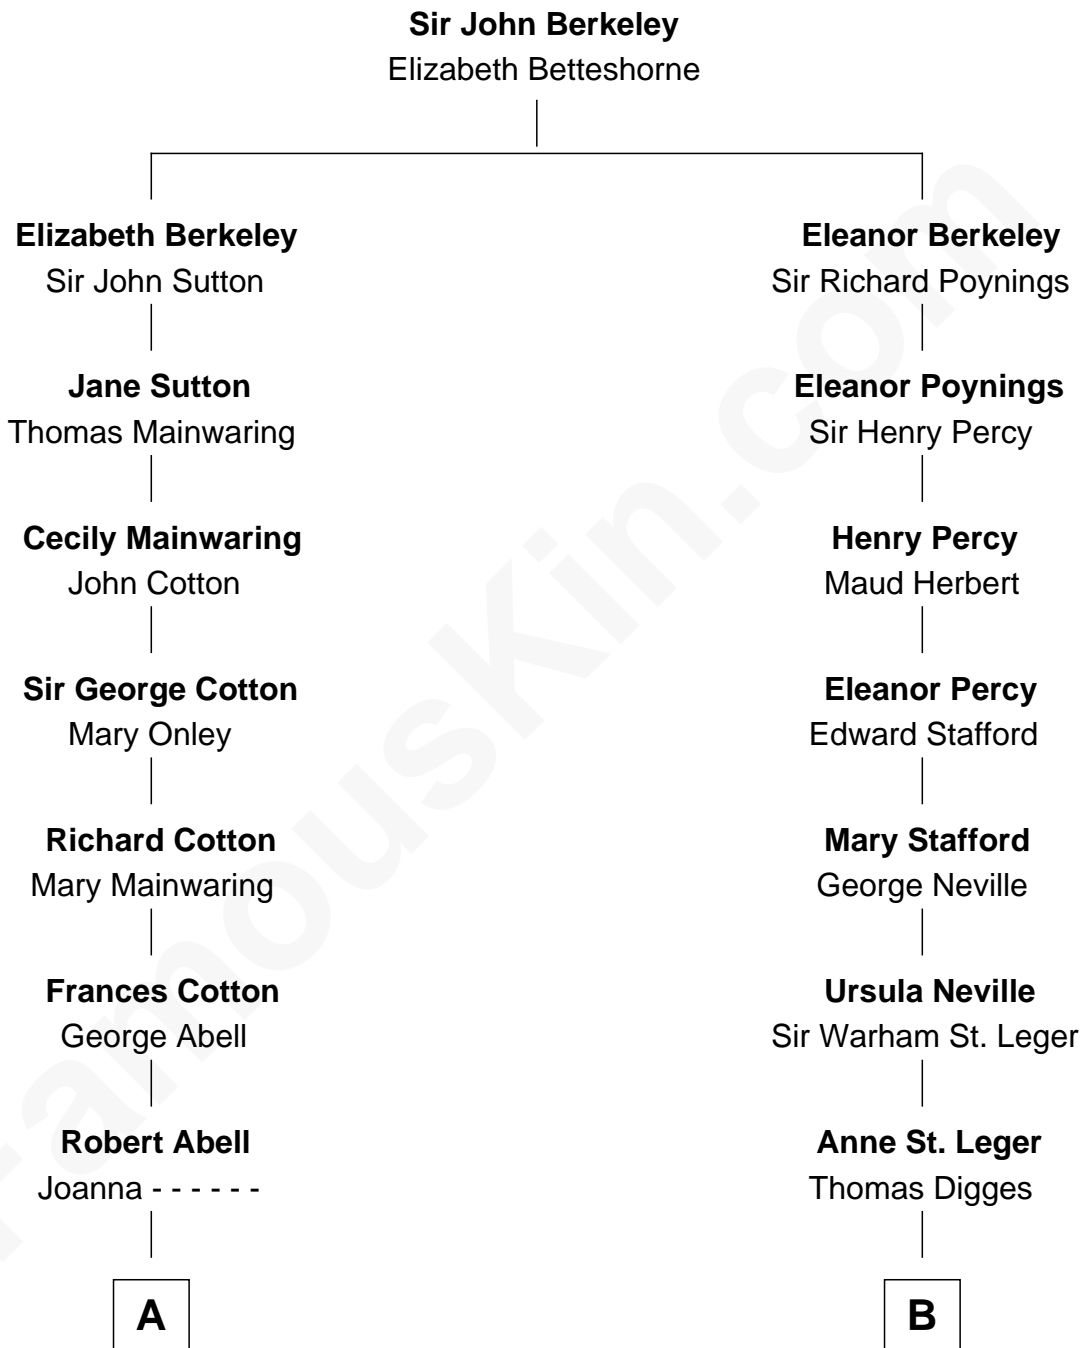 Sir John Berkeley
Elizabeth Betteshorne
Elizabeth Berkeley
Sir John Sutton
Jane Sutton
Thomas Mainwaring
Cecily Mainwaring
John Cotton
Sir George Cotton
Mary Onley
Richard Cotton
Mary Mainwaring
Frances Cotton
George Abell
Robert Abell
Joanna - - - - - -
A
Eleanor Berkeley
Sir Richard Poynings
Eleanor Poynings
Sir Henry Percy
Henry Percy
Maud Herbert
Eleanor Percy
Edward Stafford
Mary Stafford
George Neville
Ursula Neville
Sir Warham St. Leger
Anne St. Leger
Thomas Digges
B
FamousKin.com